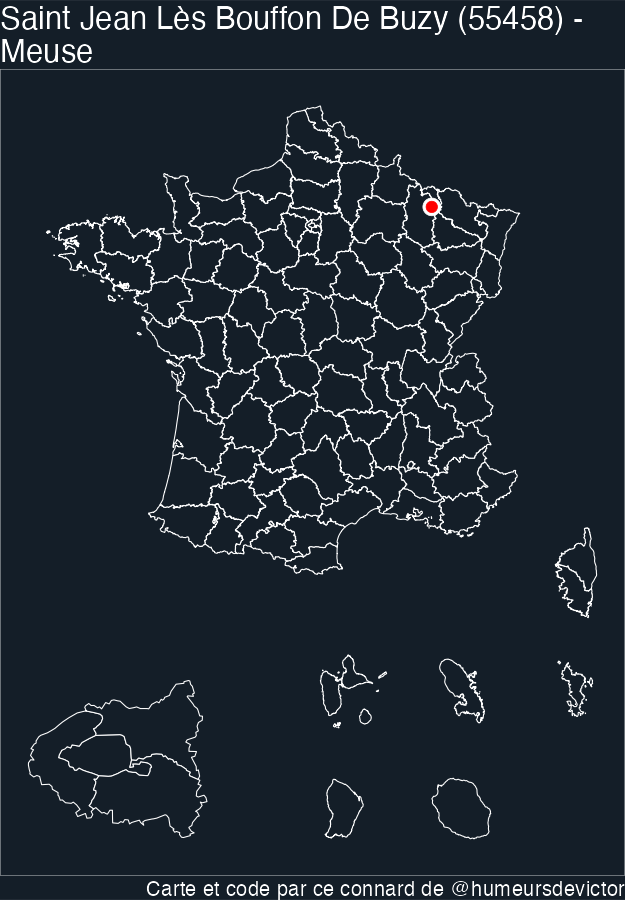 Saint Jean Lès Bouffon De Buzy (55458) -
Meuse
Carte et code par ce connard de @humeursdevictor